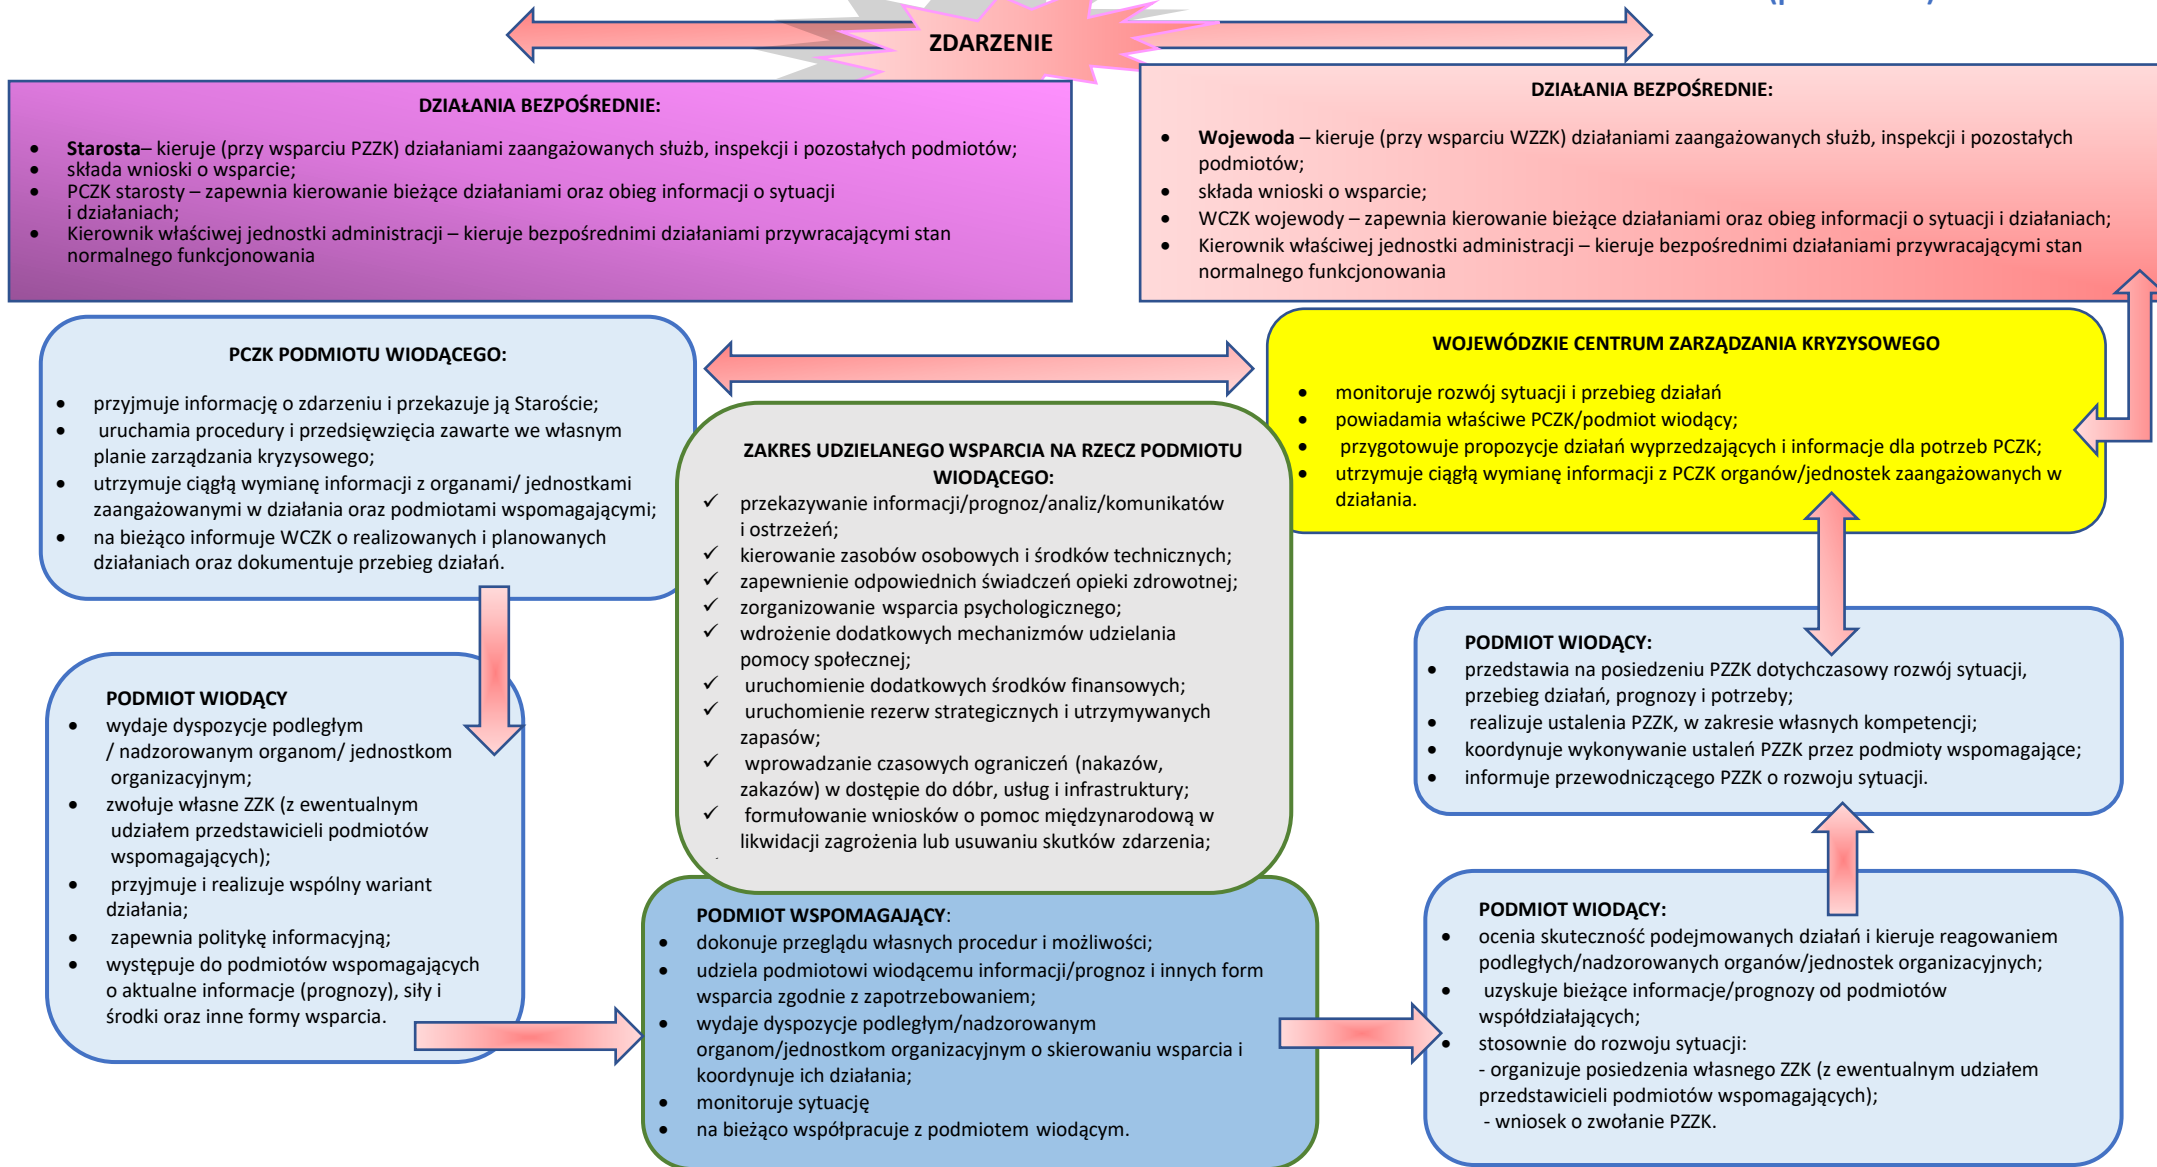 ZDARZENIE
DZIAŁANIA BEZPOŚREDNIE:
• Starosta– kieruje (przy wsparciu PZZK) działaniami zaangażowanych służb, inspekcji i pozostałych podmiotów;
• składa wnioski o wsparcie;
• PCZK starosty – zapewnia kierowanie bieżące działaniami oraz obieg informacji o sytuacji
i działaniach;
• Kierownik właściwej jednostki administracji – kieruje bezpośrednimi działaniami przywracającymi stan
normalnego funkcjonowania
DZIAŁANIA BEZPOŚREDNIE:
• Wojewoda – kieruje (przy wsparciu WZZK) działaniami zaangażowanych służb, inspekcji i pozostałych
podmiotów;
• składa wnioski o wsparcie;
• WCZK wojewody – zapewnia kierowanie bieżące działaniami oraz obieg informacji o sytuacji i działaniach;
• Kierownik właściwej jednostki administracji – kieruje bezpośrednimi działaniami przywracającymi stan
normalnego funkcjonowania
PCZK PODMIOTU WIODĄCEGO:
• przyjmuje informację o zdarzeniu i przekazuje ją Staroście;
• uruchamia procedury i przedsięwzięcia zawarte we własnym
planie zarządzania kryzysowego;
• utrzymuje ciągłą wymianę informacji z organami/ jednostkami
zaangażowanymi w działania oraz podmiotami wspomagającymi;
• na bieżąco informuje WCZK o realizowanych i planowanych
działaniach oraz dokumentuje przebieg działań.
WOJEWÓDZKIE CENTRUM ZARZĄDZANIA KRYZYSOWEGO
• monitoruje rozwój sytuacji i przebieg działań
• powiadamia właściwe PCZK/podmiot wiodący;
• przygotowuje propozycje działań wyprzedzających i informacje dla potrzeb PCZK;
• utrzymuje ciągłą wymianę informacji z PCZK organów/jednostek zaangażowanych w
działania.
ZAKRES UDZIELANEGO WSPARCIA NA RZECZ PODMIOTU
WIODĄCEGO:
✓ przekazywanie informacji/prognoz/analiz/komunikatów
i ostrzeżeń;
✓ kierowanie zasobów osobowych i środków technicznych;
✓ zapewnienie odpowiednich świadczeń opieki zdrowotnej;
✓ zorganizowanie wsparcia psychologicznego;
✓ wdrożenie dodatkowych mechanizmów udzielania
pomocy społecznej;
✓ uruchomienie dodatkowych środków finansowych;
✓ uruchomienie rezerw strategicznych i utrzymywanych
zapasów;
✓ wprowadzanie czasowych ograniczeń (nakazów,
zakazów) w dostępie do dóbr, usług i infrastruktury;
✓ formułowanie wniosków o pomoc międzynarodową w
likwidacji zagrożenia lub usuwaniu skutków zdarzenia;
PODMIOT WIODĄCY
• wydaje dyspozycje podległym
/ nadzorowanym organom/ jednostkom
organizacyjnym;
• zwołuje własne ZZK (z ewentualnym
udziałem przedstawicieli podmiotów
wspomagających);
• przyjmuje i realizuje wspólny wariant
działania;
• zapewnia politykę informacyjną;
• występuje do podmiotów wspomagających
o aktualne informacje (prognozy), siły i
środki oraz inne formy wsparcia.
PODMIOT WSPOMAGAJĄCY:
• dokonuje przeglądu własnych procedur i możliwości;
• udziela podmiotowi wiodącemu informacji/prognoz i innych form
wsparcia zgodnie z zapotrzebowaniem;
• wydaje dyspozycje podległym/nadzorowanym
organom/jednostkom organizacyjnym o skierowaniu wsparcia i
koordynuje ich działania;
• monitoruje sytuację
• na bieżąco współpracuje z podmiotem wiodącym.
PODMIOT WIODĄCY:
• przedstawia na posiedzeniu PZZK dotychczasowy rozwój sytuacji,
przebieg działań, prognozy i potrzeby;
• realizuje ustalenia PZZK, w zakresie własnych kompetencji;
• koordynuje wykonywanie ustaleń PZZK przez podmioty wspomagające;
• informuje przewodniczącego PZZK o rozwoju sytuacji.
PODMIOT WIODĄCY:
• ocenia skuteczność podejmowanych działań i kieruje reagowaniem
podległych/nadzorowanych organów/jednostek organizacyjnych;
• uzyskuje bieżące informacje/prognozy od podmiotów
współdziałających;
• stosownie do rozwoju sytuacji:
- organizuje posiedzenia własnego ZZK (z ewentualnym udziałem
przedstawicieli podmiotów wspomagających);
- wniosek o zwołanie PZZK.